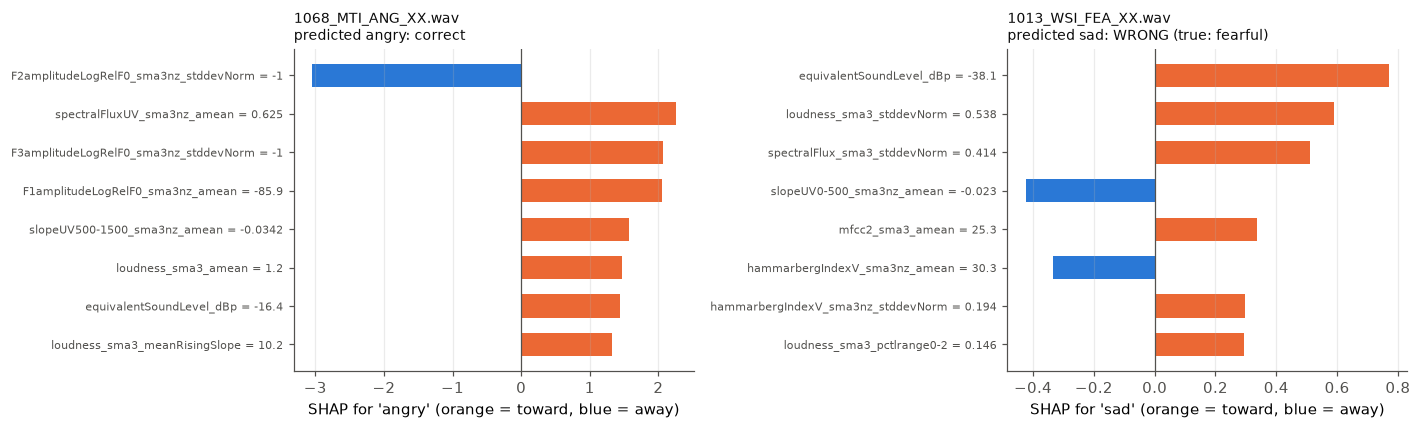 1068_MTI_ANG_XX.wav
predicted angry: correct
F2amplitudeLogRelF0_sma3nz_stddevNorm = -1
spectralFluxUV_sma3nz_amean = 0.625
F3amplitudeLogRelF0_sma3nz_stddevNorm = -1
F1amplitudeLogRelF0_sma3nz_amean = -85.9
slopeUV500-1500_sma3nz_amean = -0.0342
loudness_sma3_amean = 1.2
equivalentSoundLevel_dBp = -16.4
loudness_sma3_meanRisingSlope = 10.2
−3 −2 −1 0 1 2
SHAP for 'angry' (orange = toward, blue = away)
1013_WSI_FEA_XX.wav
predicted sad: WRONG (true: fearful)
equivalentSoundLevel_dBp = -38.1
loudness_sma3_stddevNorm = 0.538
spectralFlux_sma3_stddevNorm = 0.414
slopeUV0-500_sma3nz_amean = -0.023
mfcc2_sma3_amean = 25.3
hammarbergIndexV_sma3nz_amean = 30.3
hammarbergIndexV_sma3nz_stddevNorm = 0.194
loudness_sma3_pctlrange0-2 = 0.146
−0.4 −0.2 0.0 0.2 0.4 0.6 0.8
SHAP for 'sad' (orange = toward, blue = away)